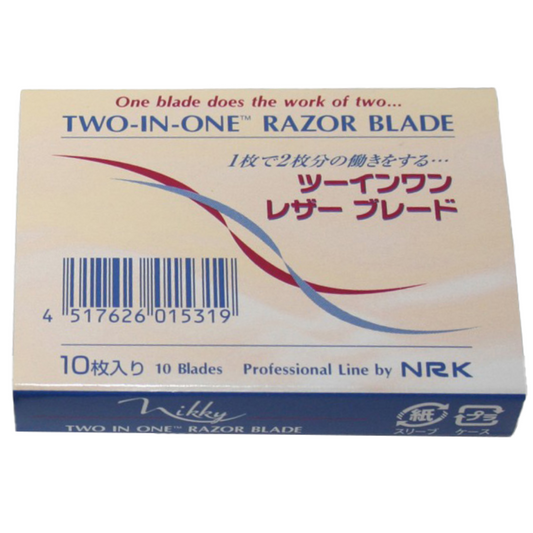 One blade does the work of two...
TWO-IN-ONE™ RAZOR BLADE
1枚で2枚分の働きをする…
ツーインワン
レザー ブレード
4 517626 015319
10枚入り 10 Blades Professional Line by NRK
Nikky
TWO IN ONE™ RAZOR BLADE
紙 プラ
スリーブ ケース